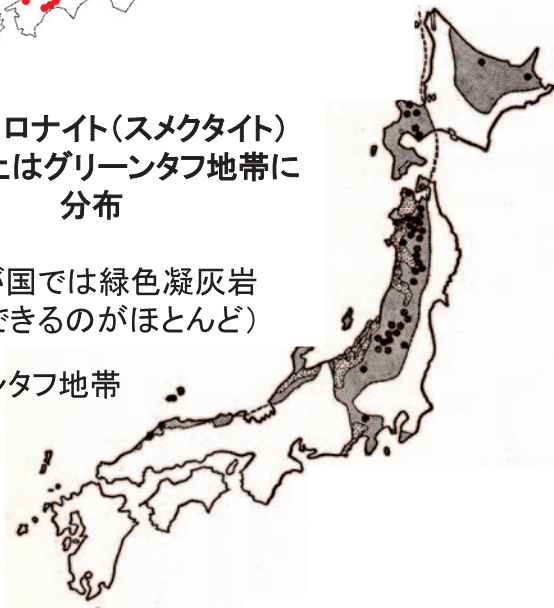 ロナイト（スメクタイト）
上はグリーンタフ地帯に
分布
国では緑色凝灰岩
できるのがほとんど）
タフ地帯